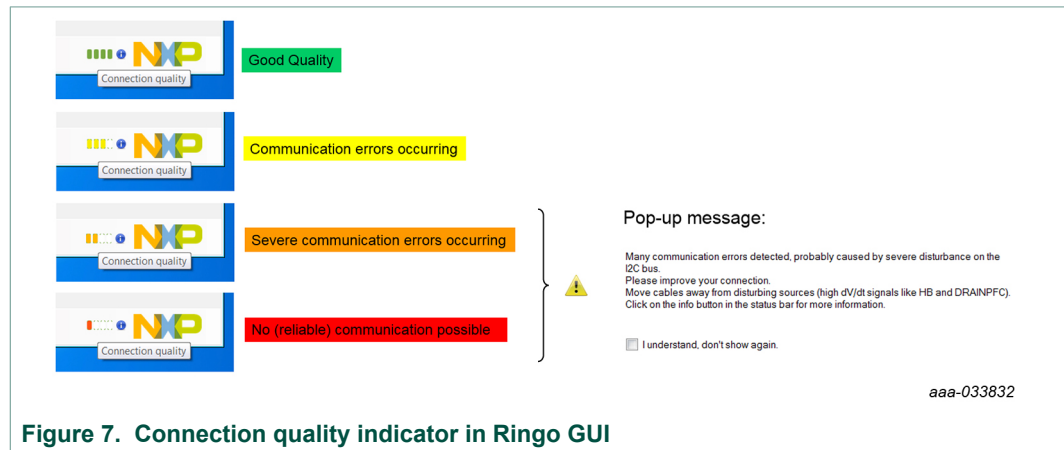 NXP
Connection quality
Good Quality
NXP
Connection quality
Communication errors occurring
NXP
Connection quality
Severe communication errors occurring
NXP
Connection quality
No (reliable) communication possible
Pop-up message:
Many communication errors detected, probably caused by severe disturbance on the
I2C bus.
Please improve your connection.
Move cables away from disturbing sources (high dV/dt signals like HB and DRAINPFC).
Click on the info button in the status bar for more information.
I understand, don't show again.
aaa-033832
Figure 7. Connection quality indicator in Ringo GUI